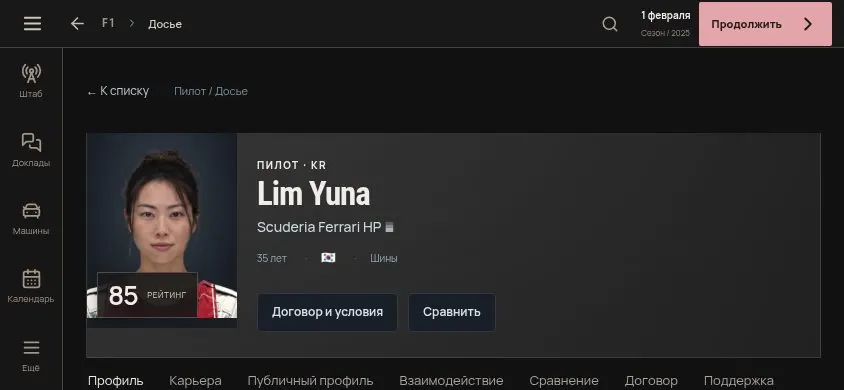 F1 › Досье
1 февраля
Сезон / 2025
Продолжить
Штаб
Доклады
Машины
Календарь
Ещё
← К списку
Пилот / Досье
ПИЛОТ · KR
Lim Yuna
Scuderia Ferrari HP
35 лет · 🇰🇷 · Шины
85 РЕЙТИНГ
Договор и условия
Сравнить
Профиль Карьера Публичный профиль Взаимодействие Сравнение Договор Поддержка